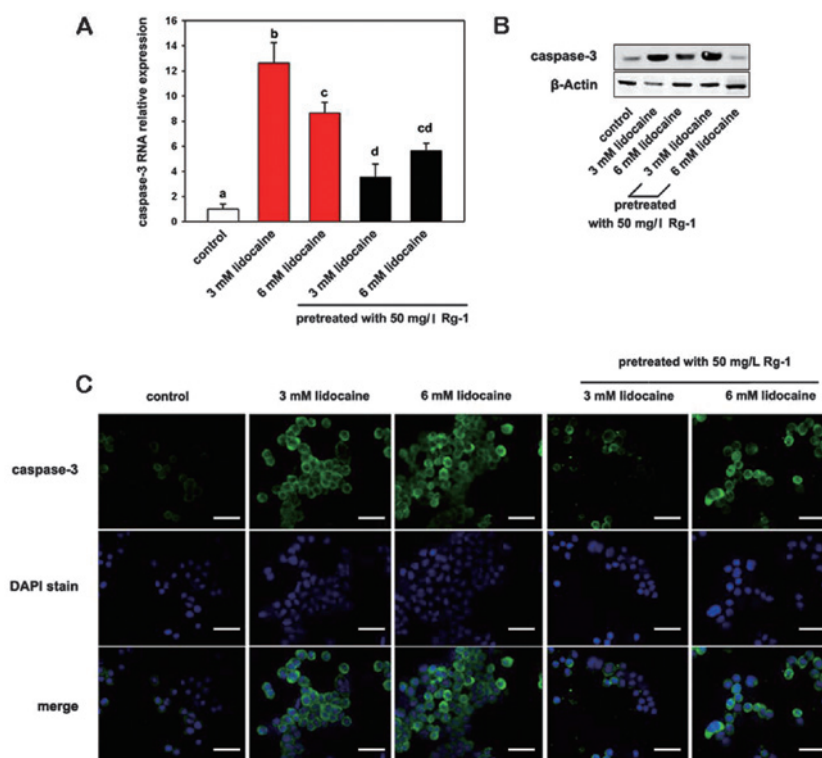 A
caspase-3 RNA relative expression
16
14
12
10
8
6
4
2
0
a
b
c
d
cd
control
3 mM lidocaine
6 mM lidocaine
3 mM lidocaine
6 mM lidocaine
pretreated with 50 mg/l Rg-1
B
caspase-3
β-Actin
control
3 mM lidocaine
6 mM lidocaine
3 mM lidocaine
6 mM lidocaine
pretreated
with 50 mg/l Rg-1
C
pretreated with 50 mg/L Rg-1
control
3 mM lidocaine
6 mM lidocaine
3 mM lidocaine
6 mM lidocaine
caspase-3
DAPI stain
merge